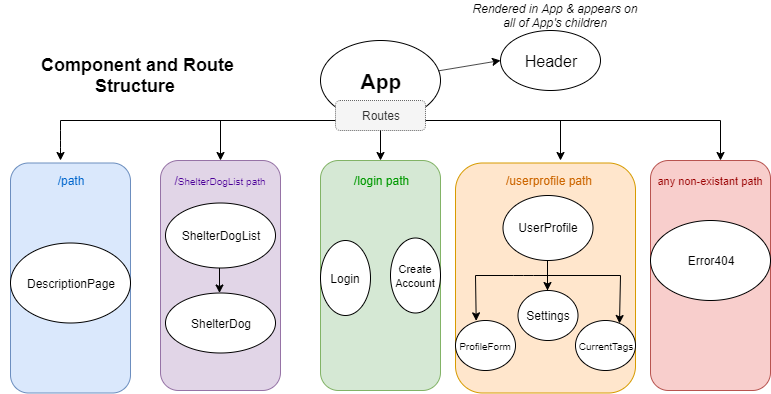 Rendered in App & appears on
all of App's children
Component and Route
Structure
App
Header
Routes
/path
/ShelterDogList path
/login path
/userprofile path
any non-existant path
DescriptionPage
ShelterDogList
ShelterDog
Login
Create
Account
UserProfile
ProfileForm
Settings
CurrentTags
Error404